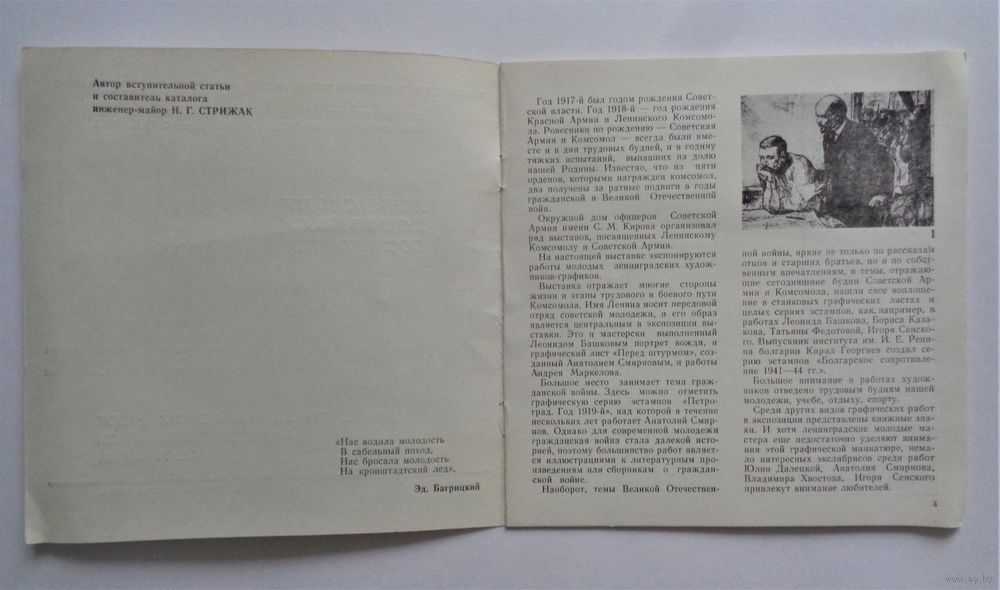 Автор вступительной статьи
и составитель каталога
инженер-майор Н. Г. СТРИЖАК
«Нас водила молодость
В сабельный поход,
Нас бросала молодость
На кронштадтский лед».
Эд. Багрицкий
Год 1917-й был годом рождения Совет-
ской власти. Год 1918-й — год рождения
Красной Армии и Ленинского Комсомо-
ла. Ровесники по рождению — Советская
Армия и Комсомол — всегда были вме-
сте и в дни трудовых будней, и в годину
тяжких испытаний, выпавших на долю
нашей Родины. Известно, что из пяти
орденов, которыми награжден комсомол,
два получены за ратные подвиги в годы
гражданской и Великой Отечественной
войн.
Окружной дом офицеров Советской
Армии имени С. М. Кирова организовал
ряд выставок, посвященных Ленинскому
Комсомолу и Советской Армии.
На настоящей выставке экспонируются
работы молодых ленинградских худож-
ников-графиков.
Выставка отражает многие стороны
жизни и этапы трудового и боевого пути
Комсомола. Имя Ленина носит передовой
отряд советской молодежи, и его образ
является центральным в экспозиции вы-
ставки. Это и мастерски выполненный
Леонидом Башковым портрет вождя, и
графический лист «Перед штурмом», соз-
данный Анатолием Смирновым, и работы
Андрея Маркелова.
Большое место занимает тема граж-
данской войны. Здесь можно отметить
графическую серию эстампов «Петро-
град. Год 1919-й», над которой в течение
нескольких лет работает Анатолий Смир-
нов. Однако для современной молодежи
гражданская война стала далекой исто-
рией, поэтому большинство работ являет-
ся иллюстрациями к литературным про-
изведениям или сборникам о граждан-
ской войне.
Наоборот, темы Великой Отечествен-
1
ной войны, яркие не только по рассказам
отцов и старших братьев, но и по собст-
венным впечатлениям, и темы, отражаю-
щие сегодняшние будни Советской Ар-
мии и Комсомола, нашли свое воплоще-
ние в станковых графических листах и
целых сериях эстампов, как, например, в
работах Леонида Башкова, Бориса Каза-
кова, Татьяны Федотовой, Игоря Сенско-
го. Выпускник института им. И. Е. Репи-
на болгарин Кирил Георгиев создал се-
рию эстампов «Болгарское сопротивле-
ние 1941—44 гг.».
Большое внимание в работах худож-
ников отведено трудовым будням нашей
молодежи, учебе, отдыху, спорту.
Среди других видов графических работ
в экспозиции представлены книжные зна-
ки. И хотя ленинградские молодые ма-
стера еще недостаточно уделяют внима-
ния этой графической миниатюре, нема-
ло интересных экслибрисов среди работ
Юлии Далецкой, Анатолия Смирнова,
Владимира Хвостова, Игоря Сенского
привлекут внимание любителей.
3
www.ay.by